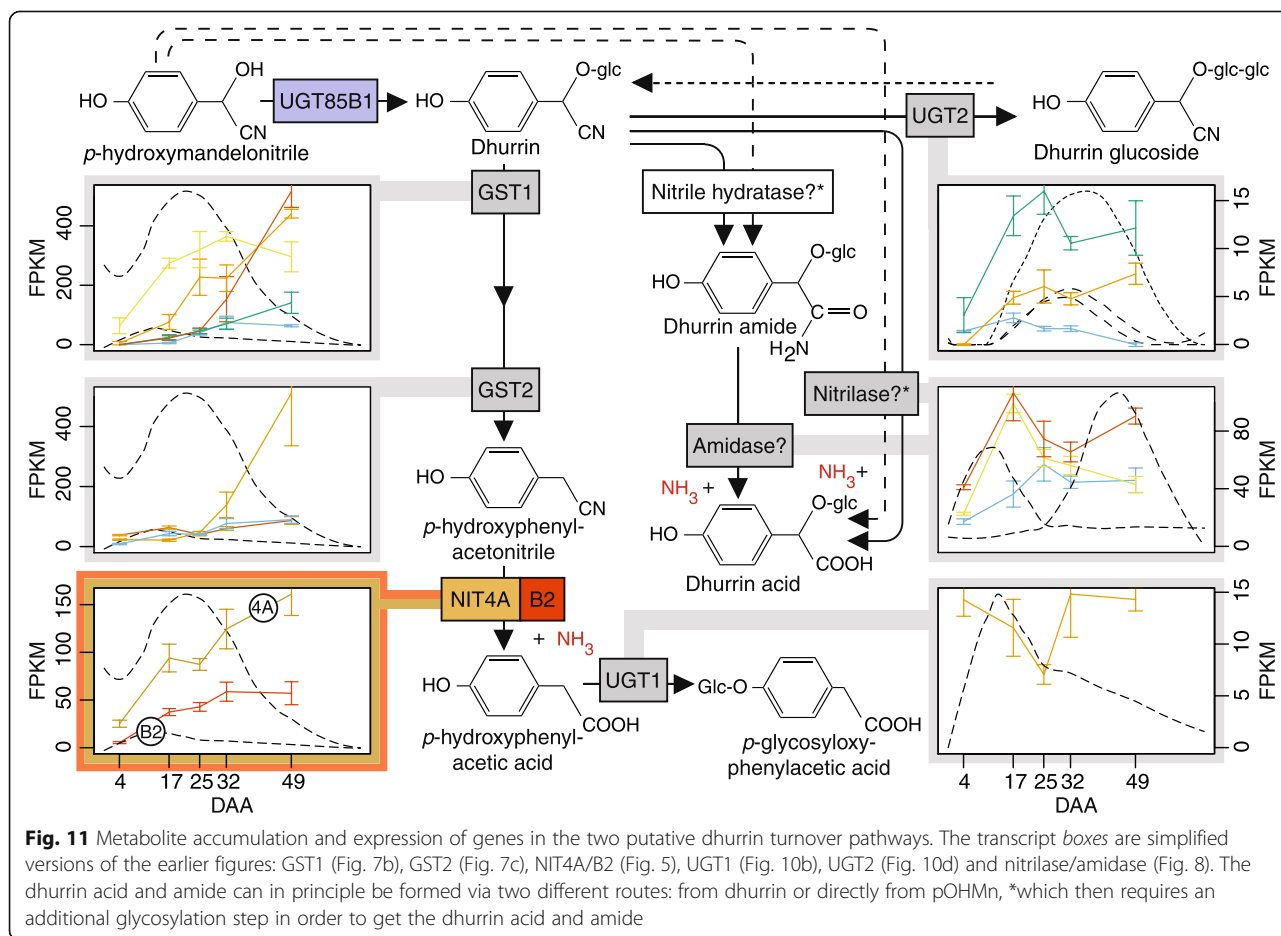 OH
HO
CN
p-hydroxymandelonitrile
UGT85B1
O-glc
HO
CN
Dhurrin
UGT2
O-glc-glc
HO
CN
Dhurrin glucoside
GST1
Nitrile hydratase?*
FPKM
400
200
0
O-glc
HO
O
H2N
Dhurrin amide
15
10
5
0
FPKM
GST2
Nitrilase?*
Amidase?
FPKM
400
200
0
HO
CN
p-hydroxyphenyl-
acetonitrile
NH3 +
NH3+
O-glc
HO
COOH
Dhurrin acid
80
40
0
FPKM
NIT4A
B2
+ NH3
FPKM
150
100
50
0
4A
B2
4
17
25
32
49
DAA
HO
COOH
p-hydroxyphenyl-
acetic acid
UGT1
Glc-O
COOH
p-glycosyloxy-
phenylacetic acid
15
10
5
0
FPKM
4
17
25
32
49
DAA
Fig. 11 Metabolite accumulation and expression of genes in the two putative dhurrin turnover pathways. The transcript boxes are simplified
versions of the earlier figures: GST1 (Fig. 7b), GST2 (Fig. 7c), NIT4A/B2 (Fig. 5), UGT1 (Fig. 10b), UGT2 (Fig. 10d) and nitrilase/amidase (Fig. 8). The
dhurrin acid and amide can in principle be formed via two different routes: from dhurrin or directly from pOHMn, *which then requires an
additional glycosylation step in order to get the dhurrin acid and amide